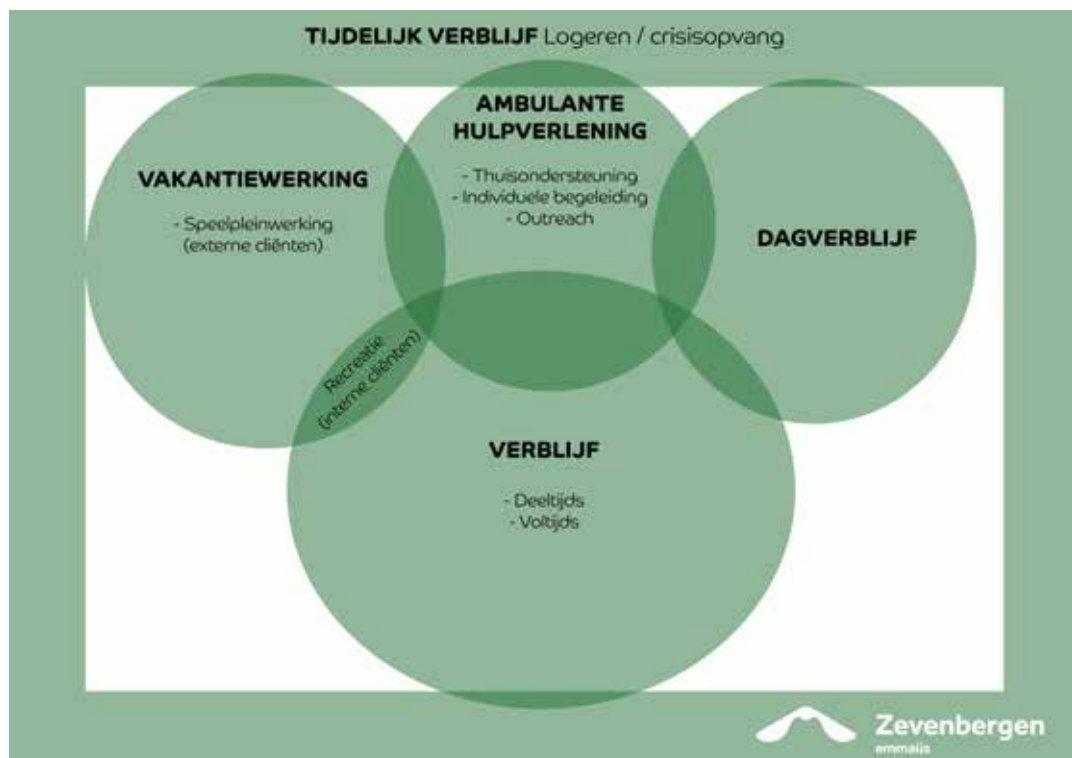 TIJDELIJK VERBLIJF Logeren / crisisopvang
AMBULANTE
HULPVERLENING
- Thuisondersteuning
- Individuele begeleiding
- Outreach
VAKANTIEWERKING
- Speelpleinwerking
(externe cliënten)
DAGVERBLIJF
Recreatie
(interne cliënten)
VERBLIJF
- Deeltijds
- Voltijds
Zevenbergen
emmaüs